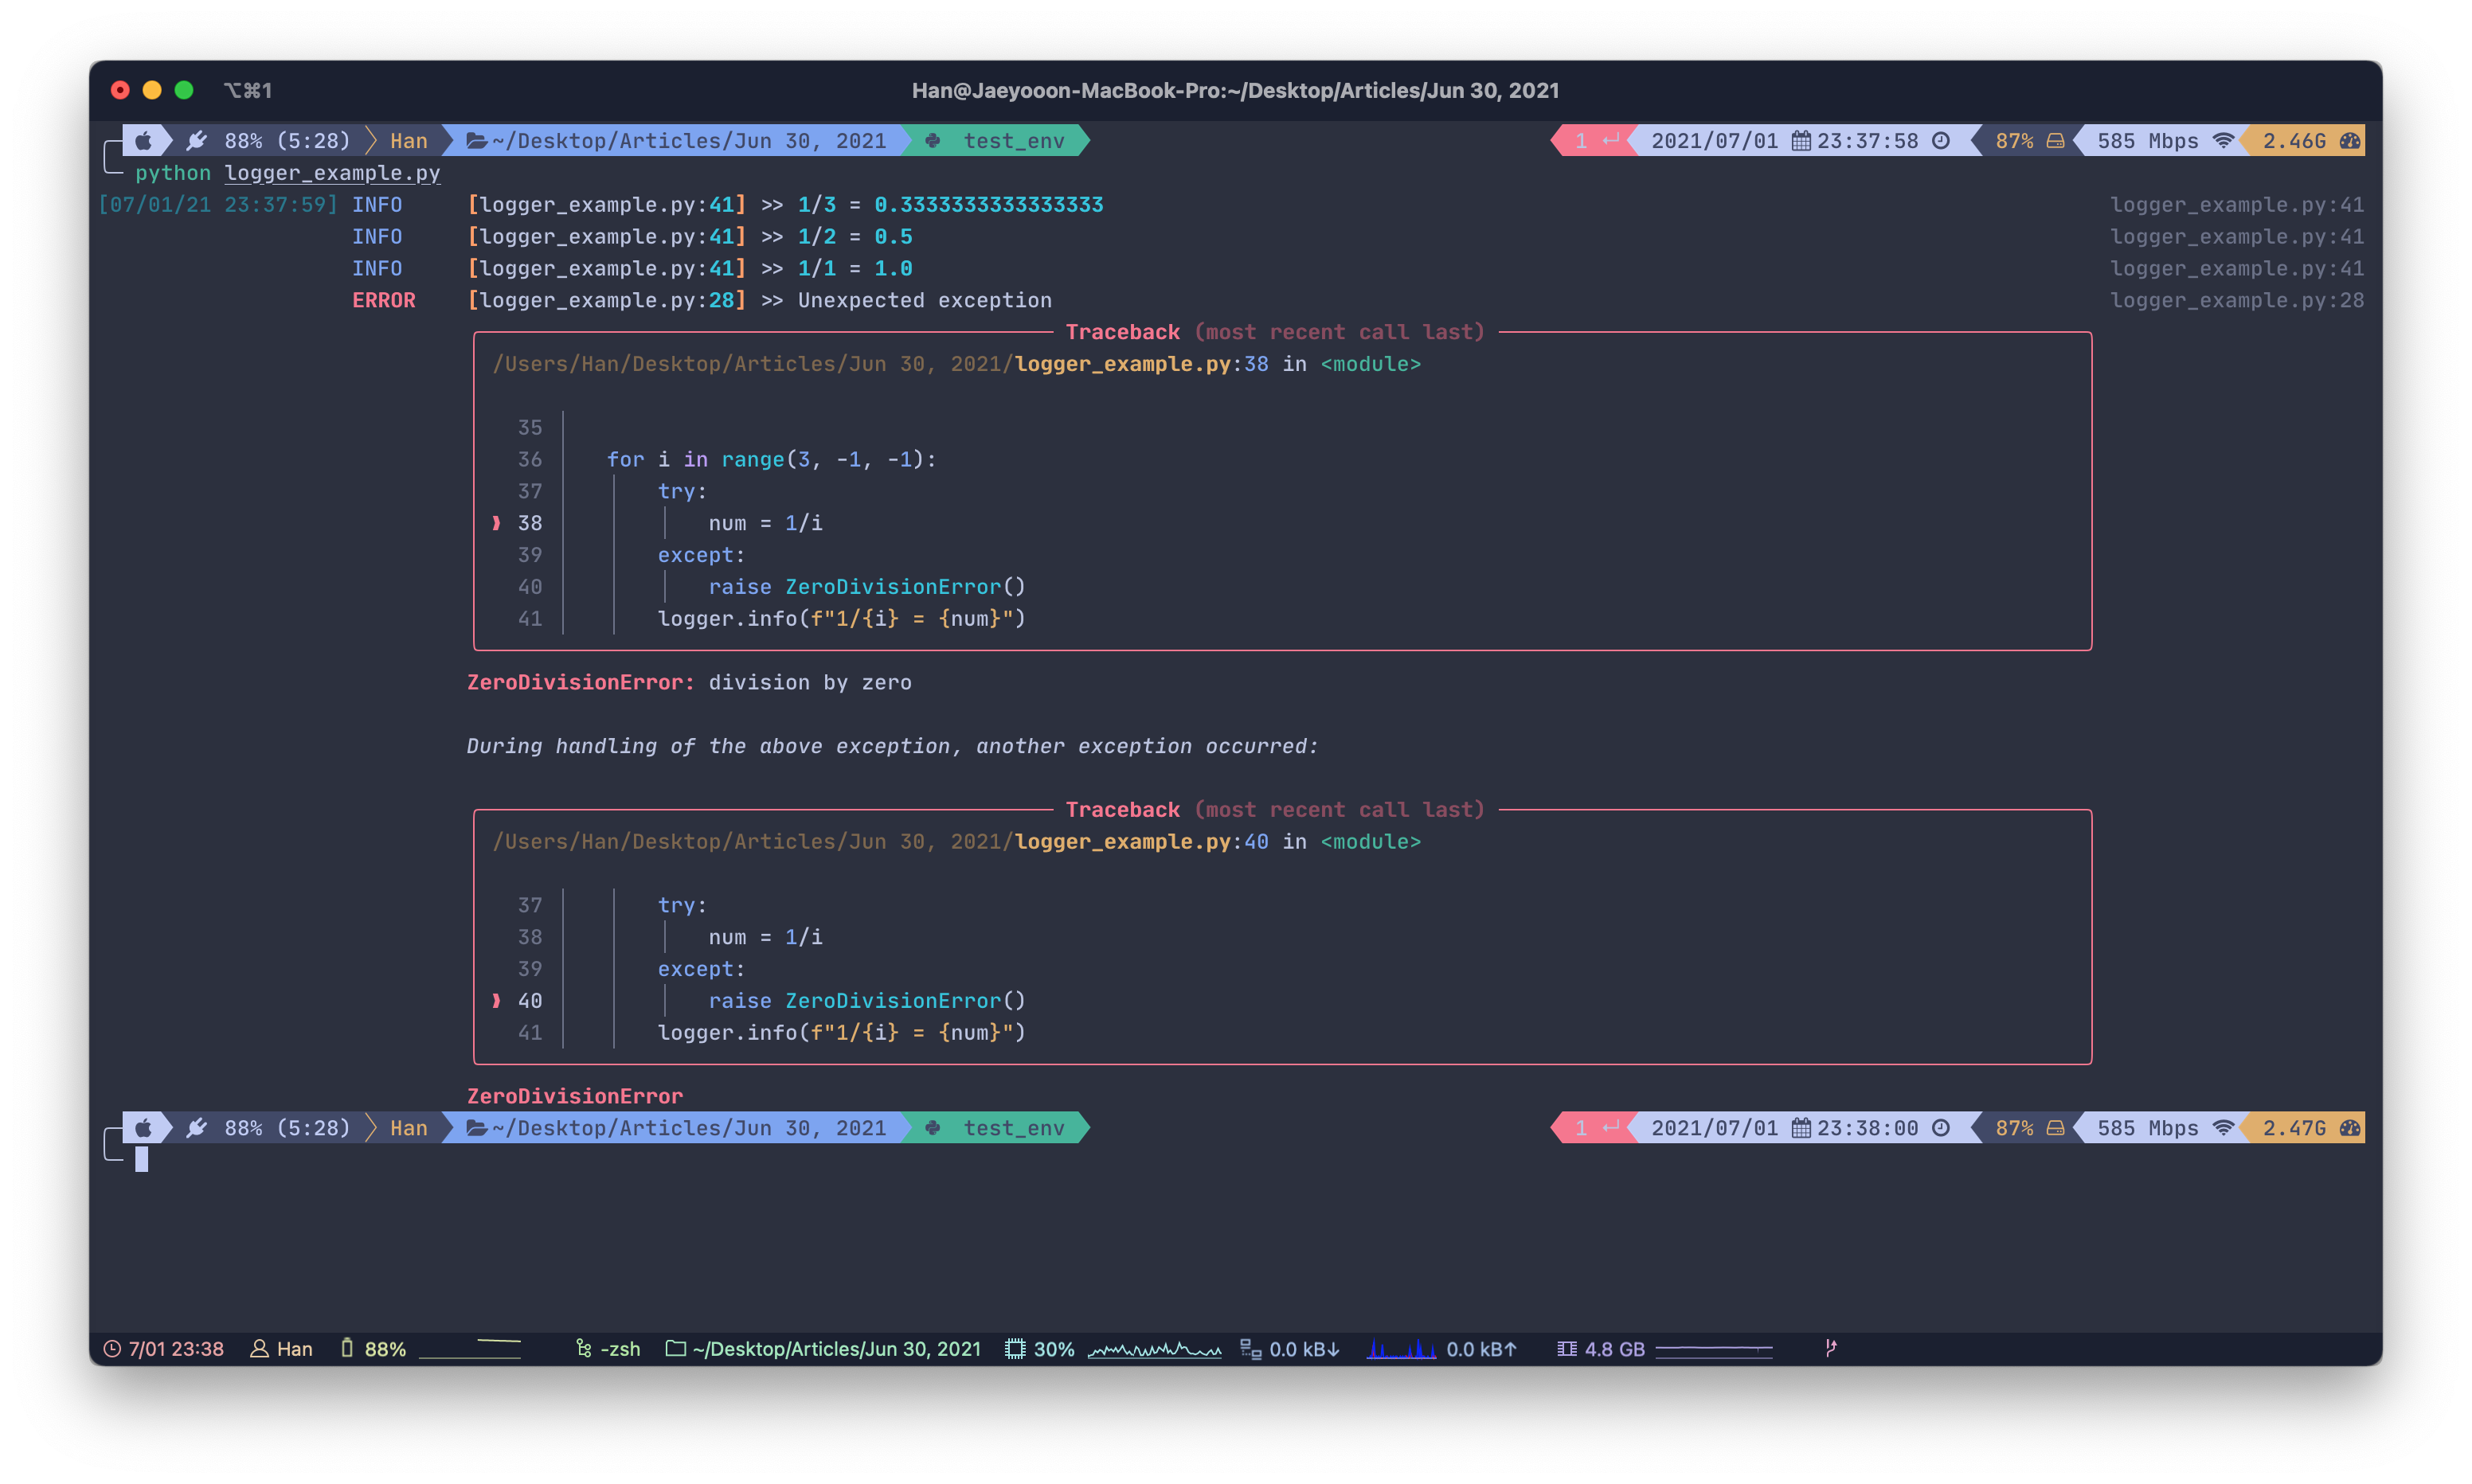 ⌥⌘1 Han@Jaeyooon-MacBook-Pro:~/Desktop/Articles/Jun 30, 2021
88% (5:28) Han ~/Desktop/Articles/Jun 30, 2021 test_env 1 ↵ 2021/07/01 23:37:58 87% 585 Mbps 2.46G
python logger_example.py
[07/01/21 23:37:59] INFO [logger_example.py:41] >> 1/3 = 0.3333333333333333 logger_example.py:41
INFO [logger_example.py:41] >> 1/2 = 0.5 logger_example.py:41
INFO [logger_example.py:41] >> 1/1 = 1.0 logger_example.py:41
ERROR [logger_example.py:28] >> Unexpected exception logger_example.py:28
Traceback (most recent call last)
/Users/Han/Desktop/Articles/Jun 30, 2021/logger_example.py:38 in <module>
35
36 for i in range(3, -1, -1):
37 try:
❱ 38 num = 1/i
39 except:
40 raise ZeroDivisionError()
41 logger.info(f"1/{i} = {num}")
ZeroDivisionError: division by zero
During handling of the above exception, another exception occurred:
Traceback (most recent call last)
/Users/Han/Desktop/Articles/Jun 30, 2021/logger_example.py:40 in <module>
37 try:
38 num = 1/i
39 except:
❱ 40 raise ZeroDivisionError()
41 logger.info(f"1/{i} = {num}")
ZeroDivisionError
88% (5:28) Han ~/Desktop/Articles/Jun 30, 2021 test_env 1 ↵ 2021/07/01 23:38:00 87% 585 Mbps 2.47G
7/01 23:38 Han 88% -zsh ~/Desktop/Articles/Jun 30, 2021 30% 0.0 kB↓ 0.0 kB↑ 4.8 GB